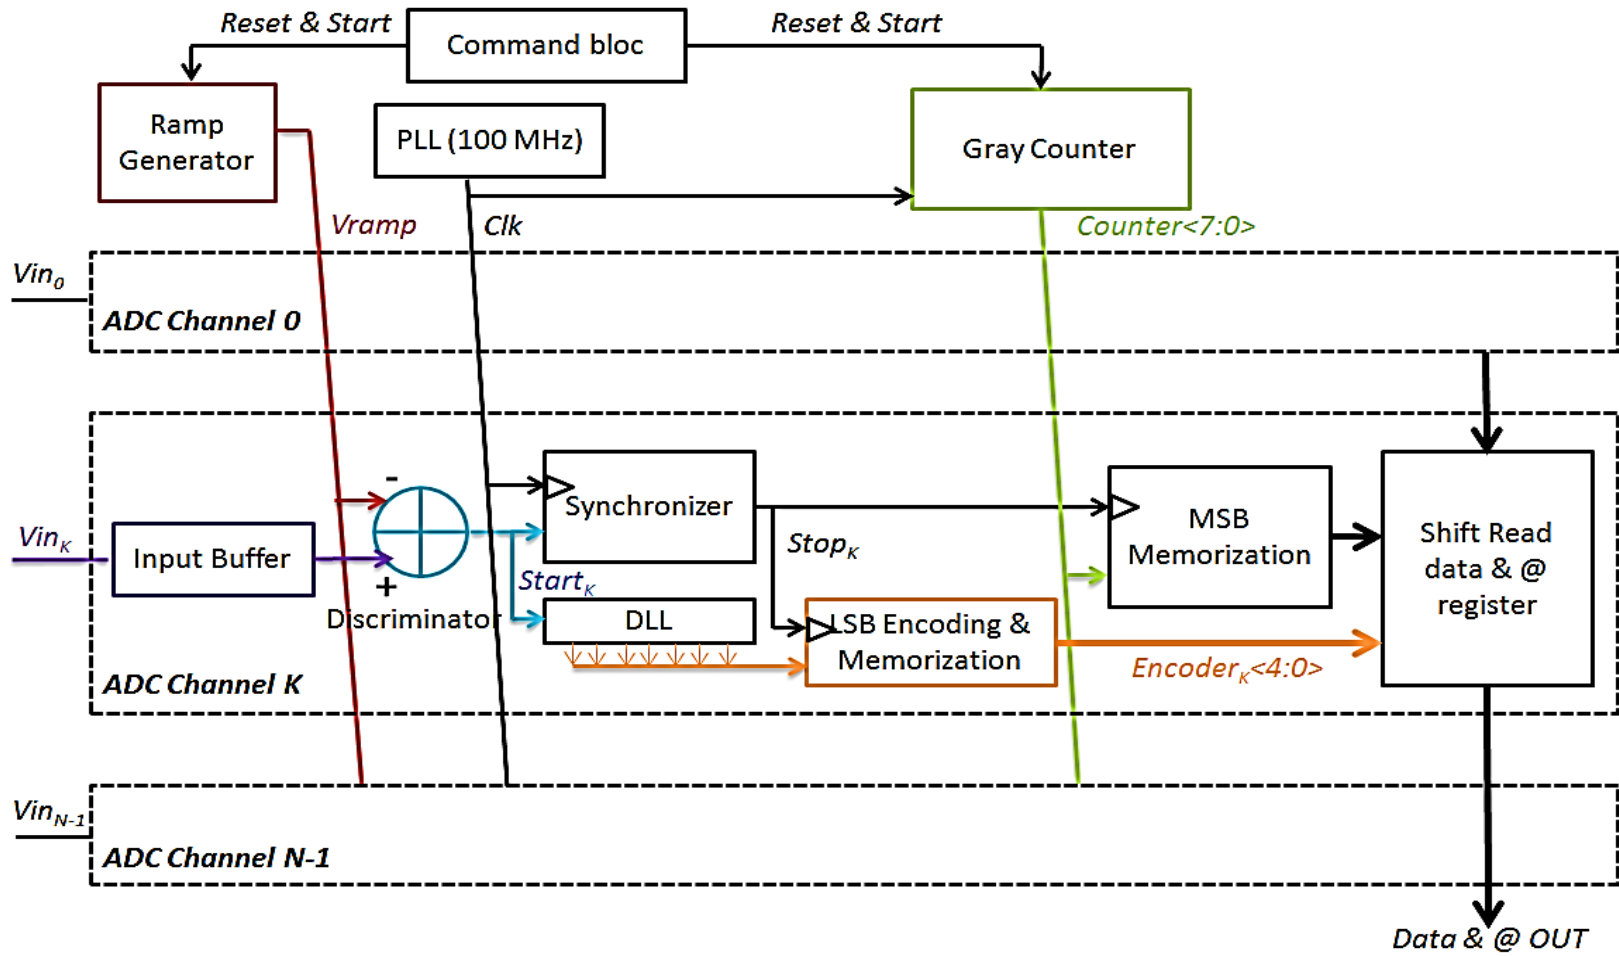 Reset & Start
Command bloc
Reset & Start
Ramp
Generator
PLL (100 MHz)
Gray Counter
Vramp
Clk
Counter<7:0>
Vin0
ADC Channel 0
-
Synchronizer
MSB
Memorization
Shift Read
data & @
register
VinK
Input Buffer
+
Discriminator
StartK
StopK
DLL
LSB Encoding &
Memorization
EncoderK<4:0>
ADC Channel K
VinN-1
ADC Channel N-1
Data & @ OUT